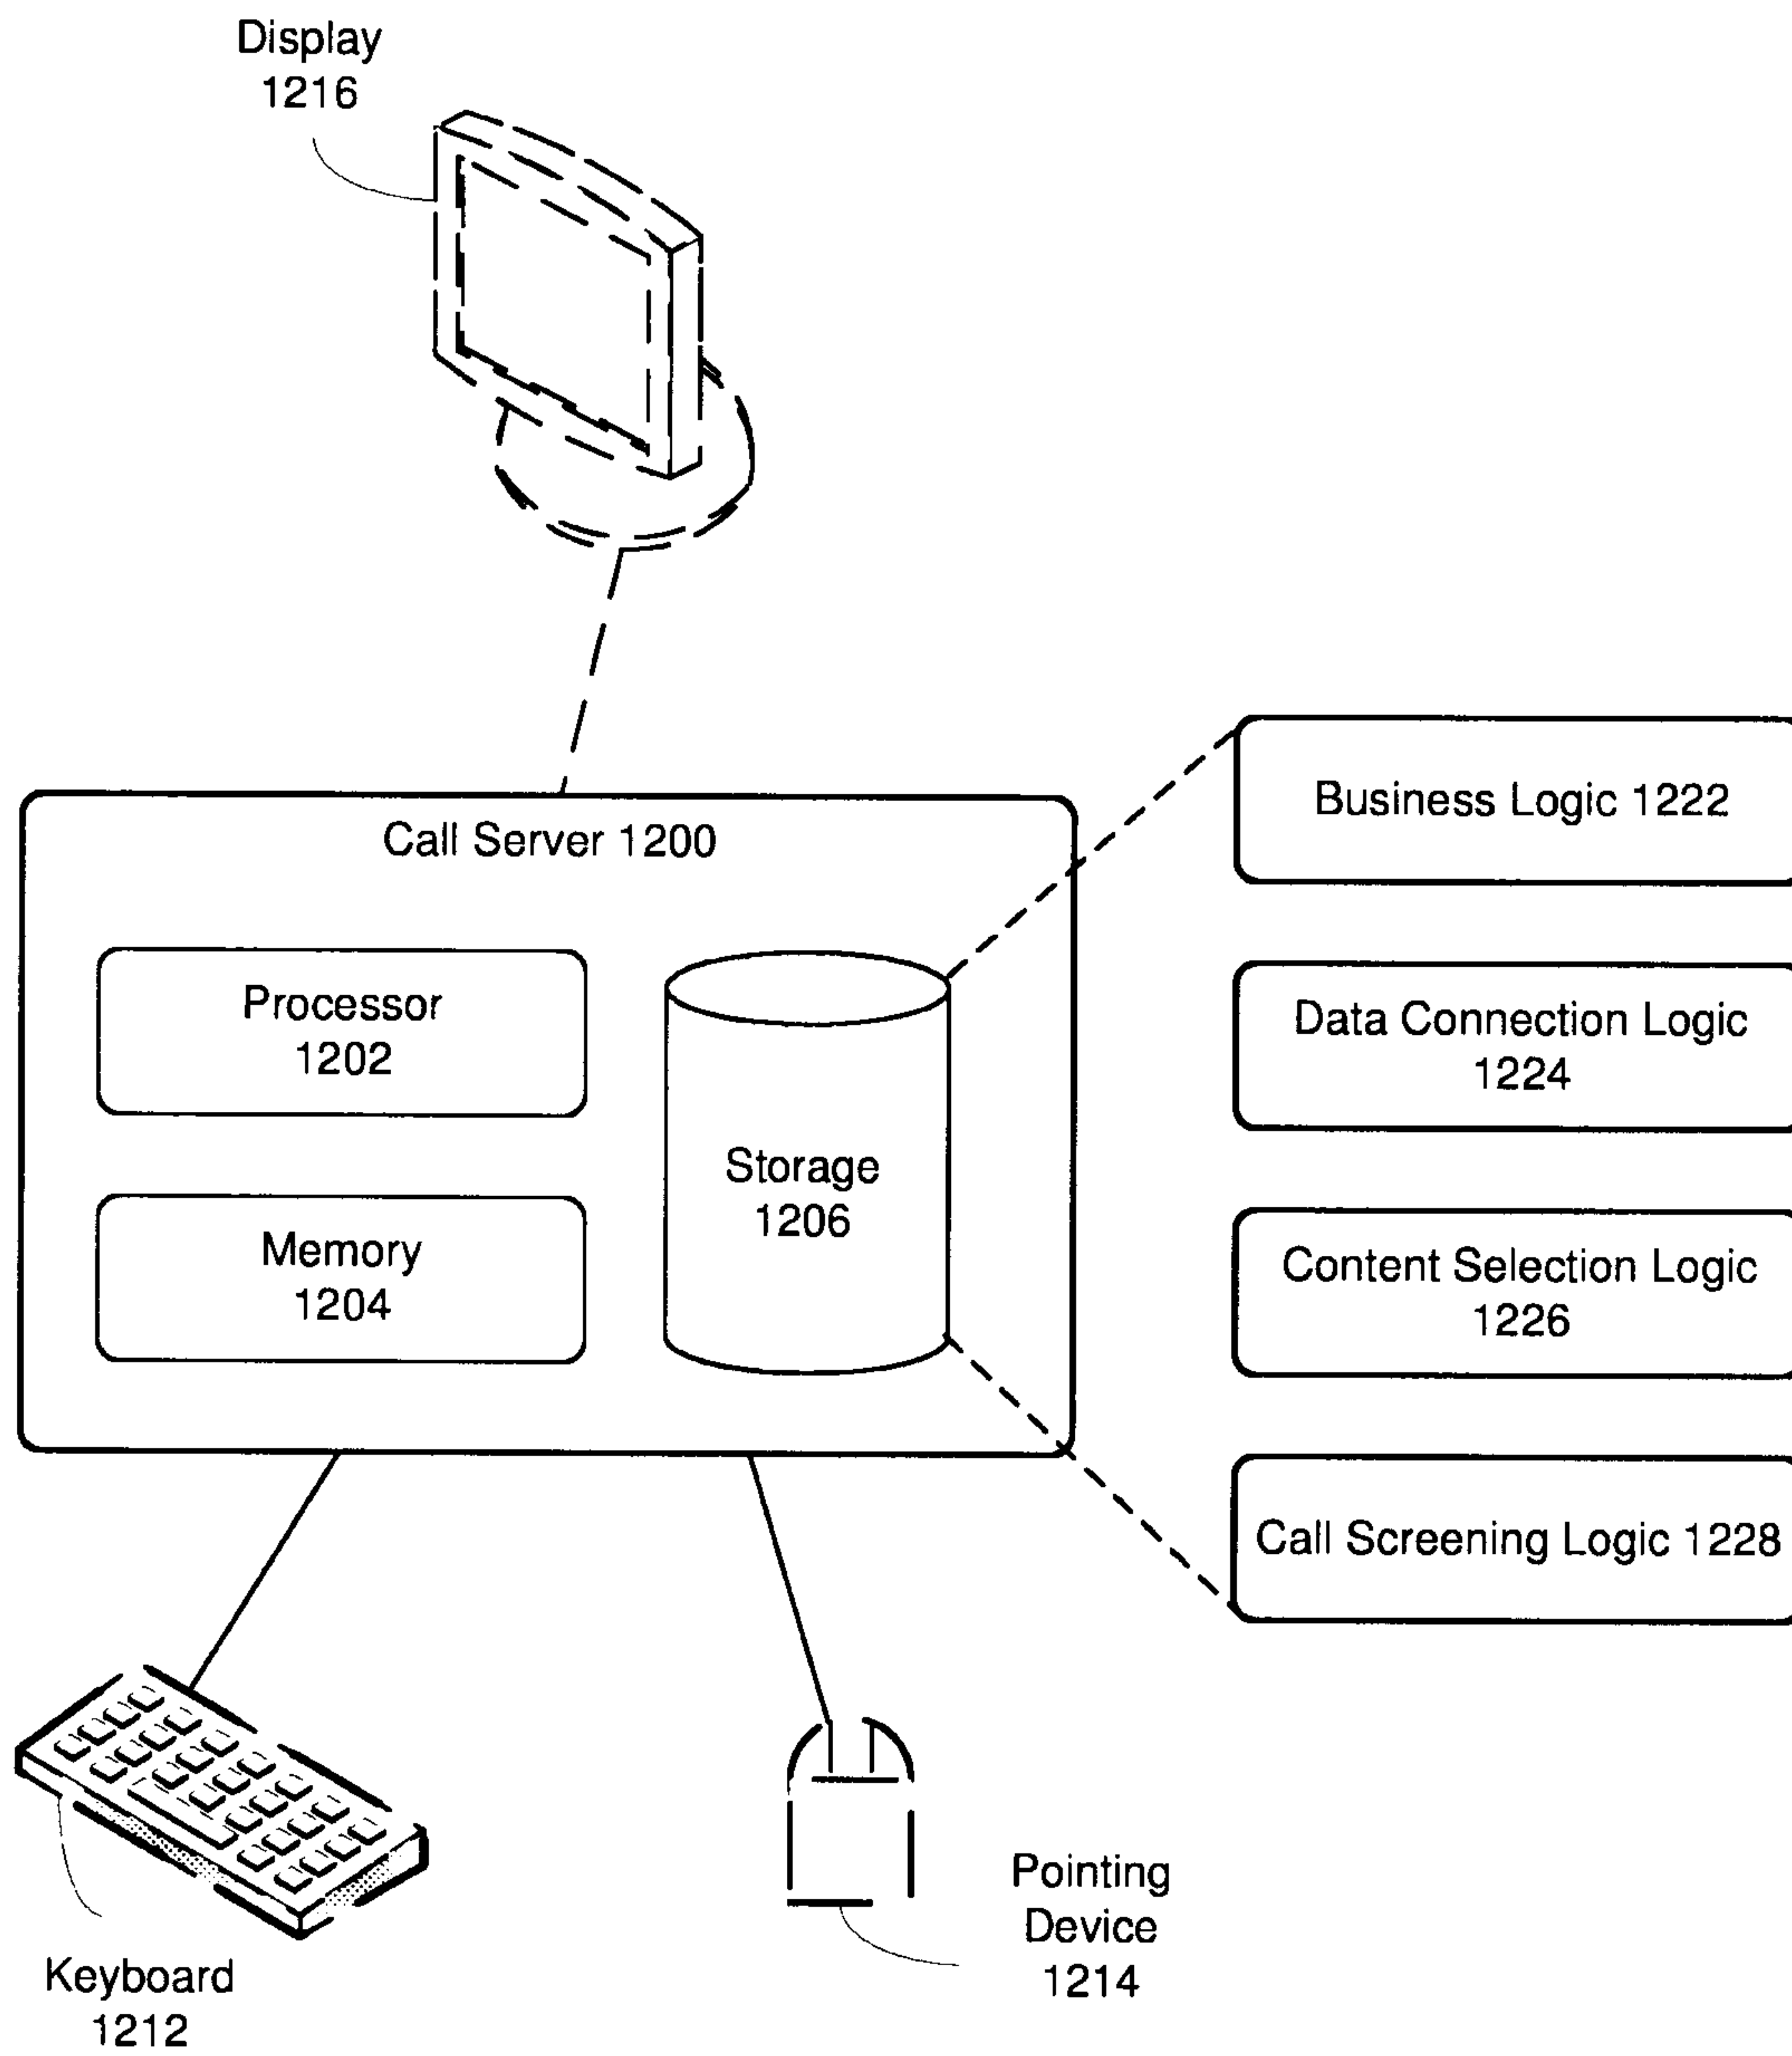 Display
1216
Call Server 1200
Processor
1202
Memory
1204
Storage
1206
Business Logic 1222
Data Connection Logic
1224
Content Selection Logic
1226
Call Screening Logic 1228
Keyboard
1212
Pointing
Device
1214